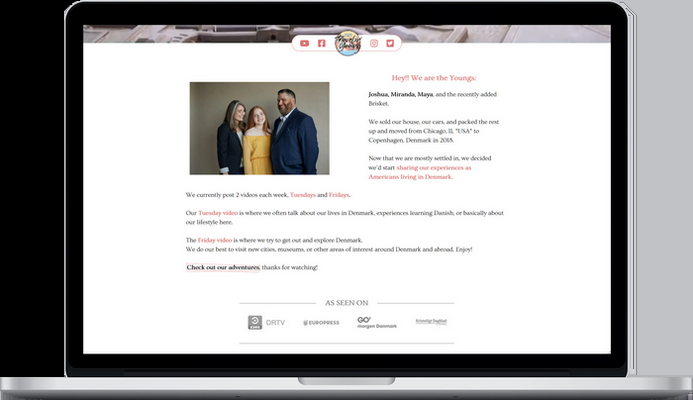 Traveling
Youngs
Hey!! We are the Youngs:
Joshua, Miranda, Maya, and the recently added
Brisket.
We sold our house, our cars, and packed the rest
up and moved from Chicago, IL "USA" to
Copenhagen, Denmark in 2015.
Now that we are mostly settled in, we decided
we'd start sharing our experiences as
Americans living in Denmark.
We currently post 2 videos each week, Tuesdays and Fridays.
Our Tuesday video is where we often talk about our lives in Denmark, experiences learning Danish, or basically about
our lifestyle here.
The Friday video is where we try to get out and explore Denmark.
We do our best to visit new cities, museums, or other areas of interest around Denmark and abroad. Enjoy!
Check out our adventures, thanks for watching!
AS SEEN ON
DRTV
EUROPRESS
GO'
morgen Danmark
Kristeligt Dagblad